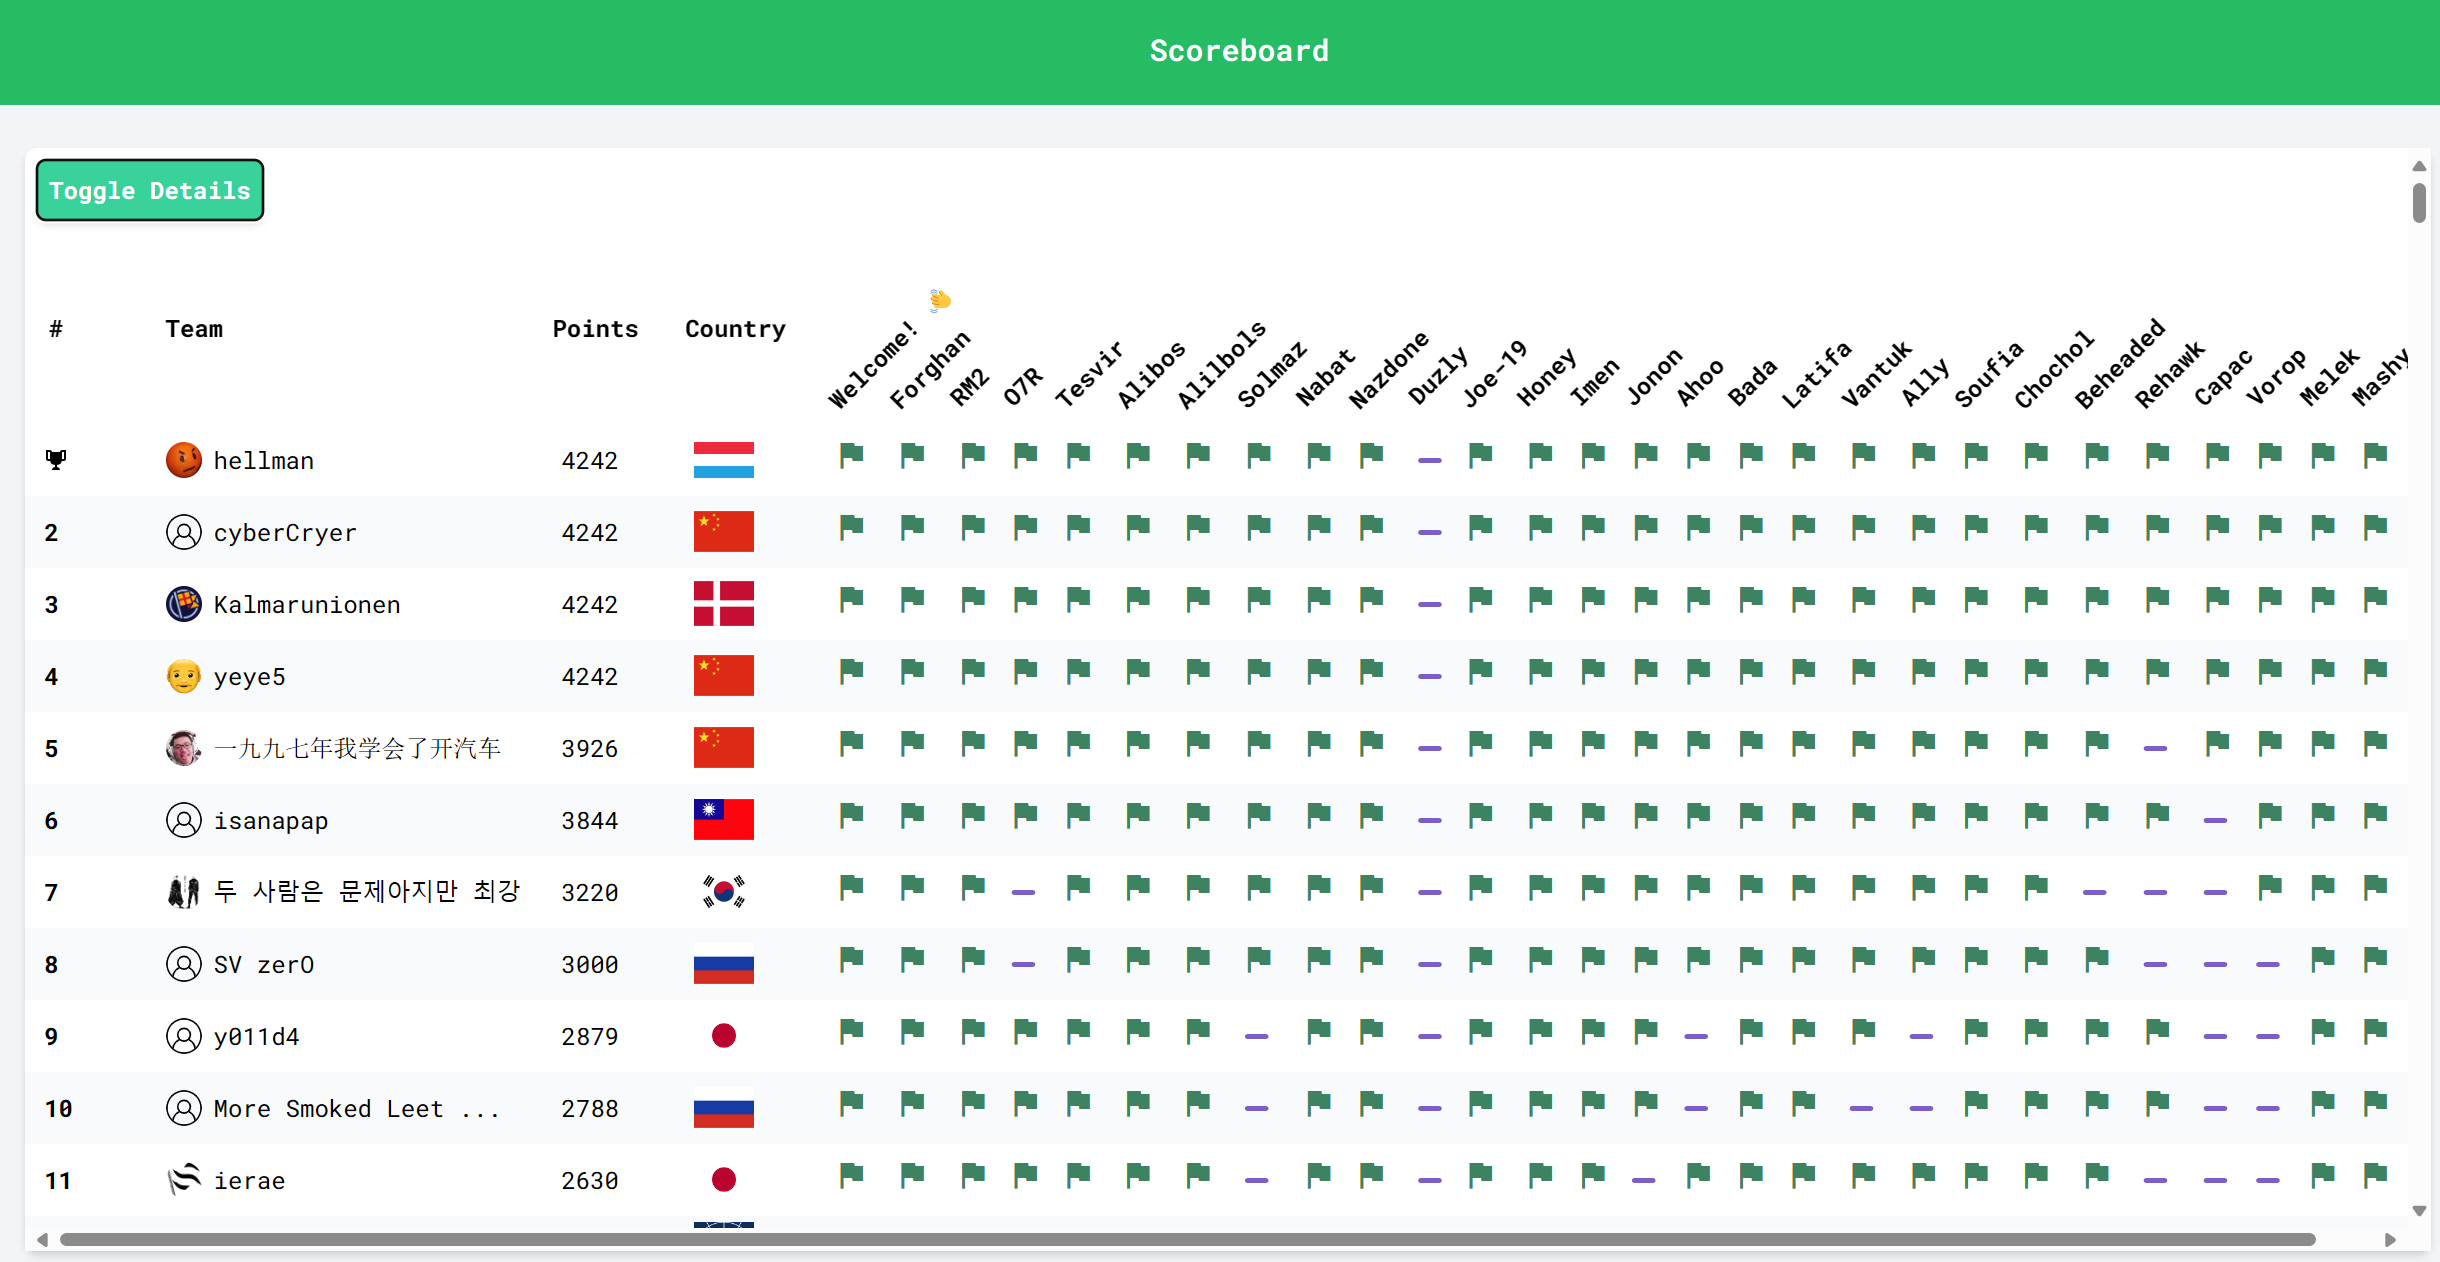 Scoreboard
Toggle Details
# Team Points Country Welcome! 👋 Forghan RM2 O7R Tesvir Alibos Alilbols Solmaz Nabat Nazdone Duzly Joe-19 Honey Imen Jonon Ahoo Bada Latifa Vantuk Ally Soufia Chochol Beheaded Rehawk Capac Vorop Melek Mashy
hellman 4242
2 cyberCryer 4242
3 Kalmarunionen 4242
4 yeye5 4242
5 一九九七年我学会了开汽车 3926
6 isanapap 3844
7 두 사람은 문제아지만 최강 3220
8 SV zerO 3000
9 y011d4 2879
10 More Smoked Leet ... 2788
11 ierae 2630